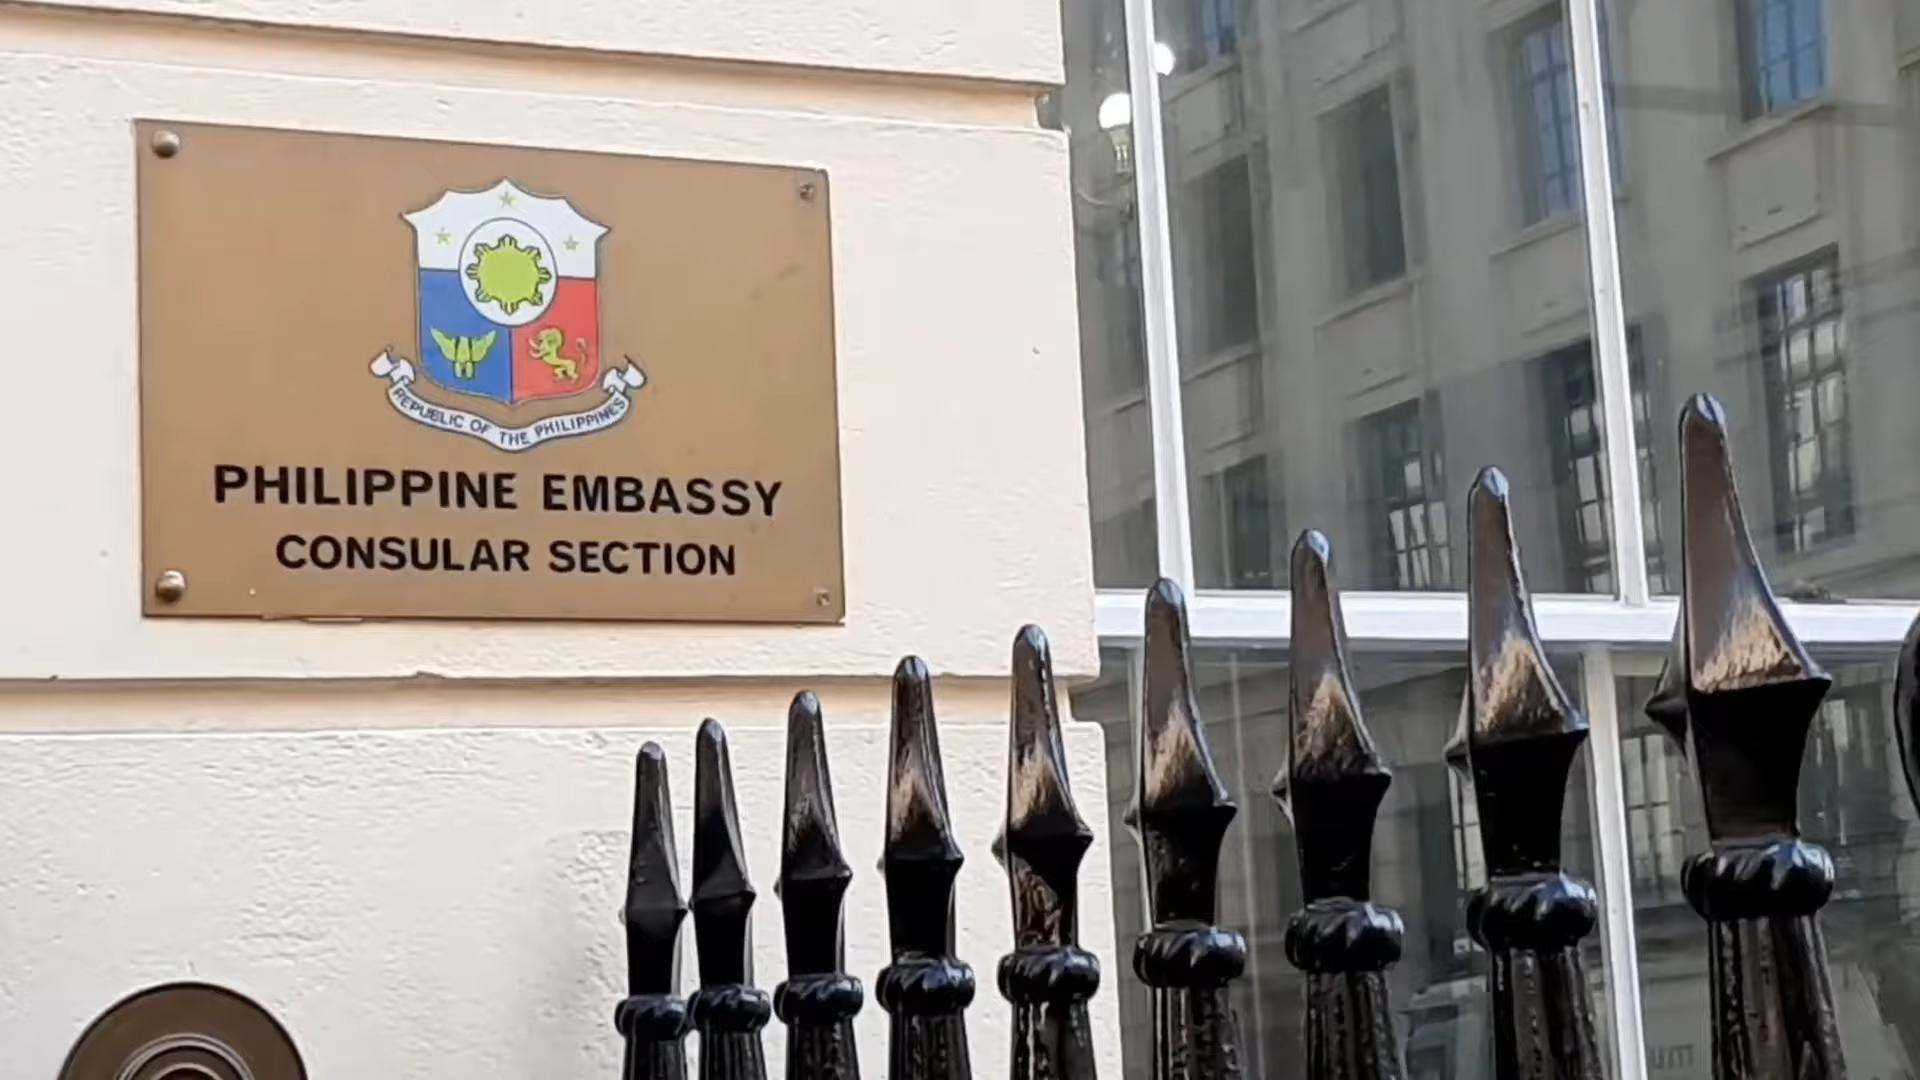 REPUBLIC OF THE PHILIPPINES
PHILIPPINE EMBASSY
CONSULAR SECTION